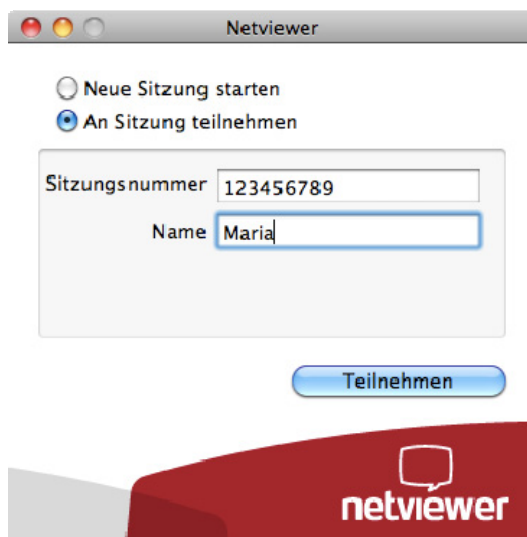 Netviewer
Neue Sitzung starten
An Sitzung teilnehmen
Sitzungsnummer 123456789
Name Maria
Teilnehmen
netviewer